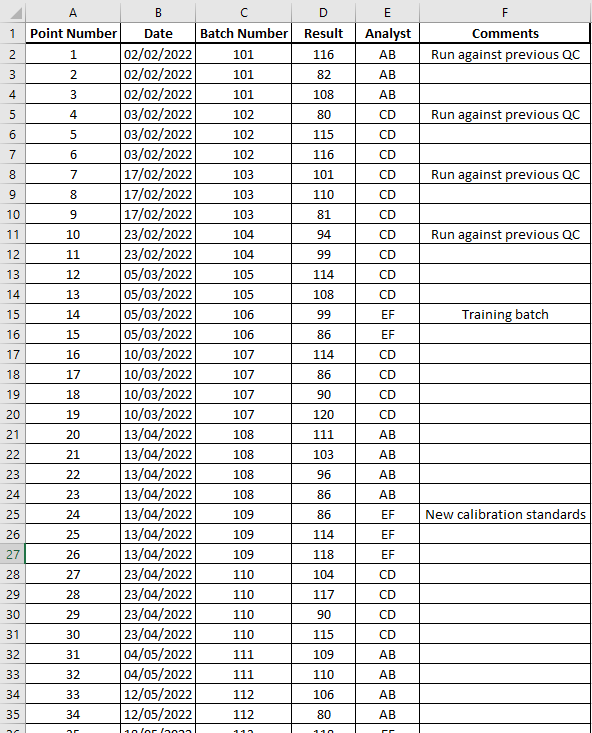 A B C D E F
1 Point Number Date Batch Number Result Analyst Comments
2 1 02/02/2022 101 116 AB Run against previous QC
3 2 02/02/2022 101 82 AB
4 3 02/02/2022 101 108 AB
5 4 03/02/2022 102 80 CD Run against previous QC
6 5 03/02/2022 102 115 CD
7 6 03/02/2022 102 116 CD
8 7 17/02/2022 103 101 CD Run against previous QC
9 8 17/02/2022 103 110 CD
10 9 17/02/2022 103 81 CD
11 10 23/02/2022 104 94 CD Run against previous QC
12 11 23/02/2022 104 99 CD
13 12 05/03/2022 105 114 CD
14 13 05/03/2022 105 108 CD
15 14 05/03/2022 106 99 EF Training batch
16 15 05/03/2022 106 86 EF
17 16 10/03/2022 107 114 CD
18 17 10/03/2022 107 86 CD
19 18 10/03/2022 107 90 CD
20 19 10/03/2022 107 120 CD
21 20 13/04/2022 108 111 AB
22 21 13/04/2022 108 103 AB
23 22 13/04/2022 108 96 AB
24 23 13/04/2022 108 86 AB
25 24 13/04/2022 109 86 EF New calibration standards
26 25 13/04/2022 109 114 EF
27 26 13/04/2022 109 118 EF
28 27 23/04/2022 110 104 CD
29 28 23/04/2022 110 117 CD
30 29 23/04/2022 110 90 CD
31 30 23/04/2022 110 115 CD
32 31 04/05/2022 111 109 AB
33 32 04/05/2022 111 110 AB
34 33 12/05/2022 112 106 AB
35 34 12/05/2022 112 80 AB